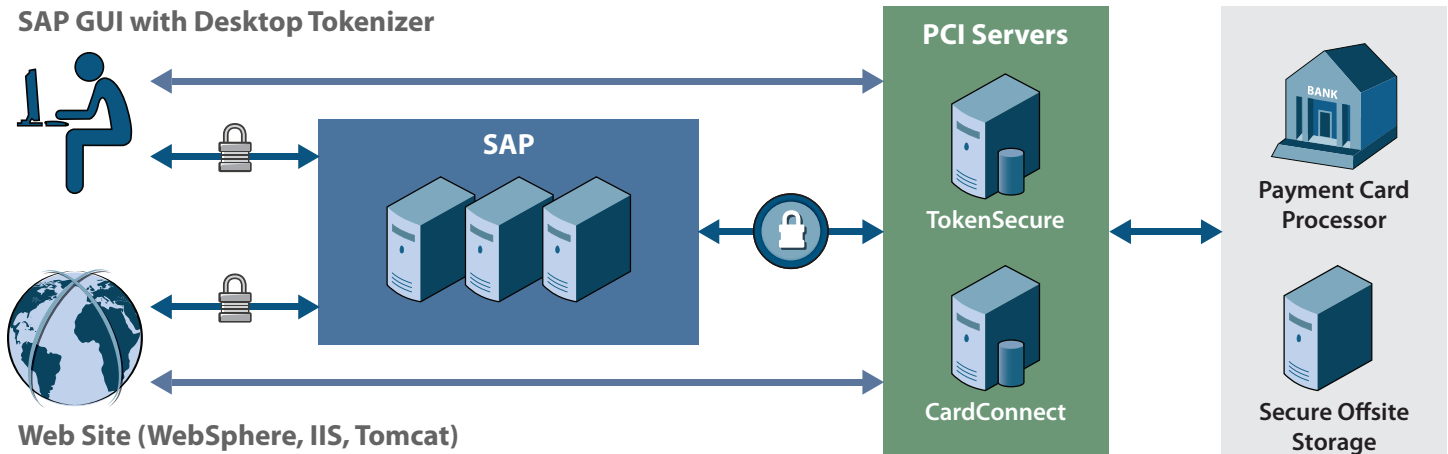 SAP GUI with Desktop Tokenizer
SAP
Web Site (WebSphere, IIS, Tomcat)
PCI Servers
TokenSecure
CardConnect
BANK
Payment Card
Processor
Secure Offsite
Storage